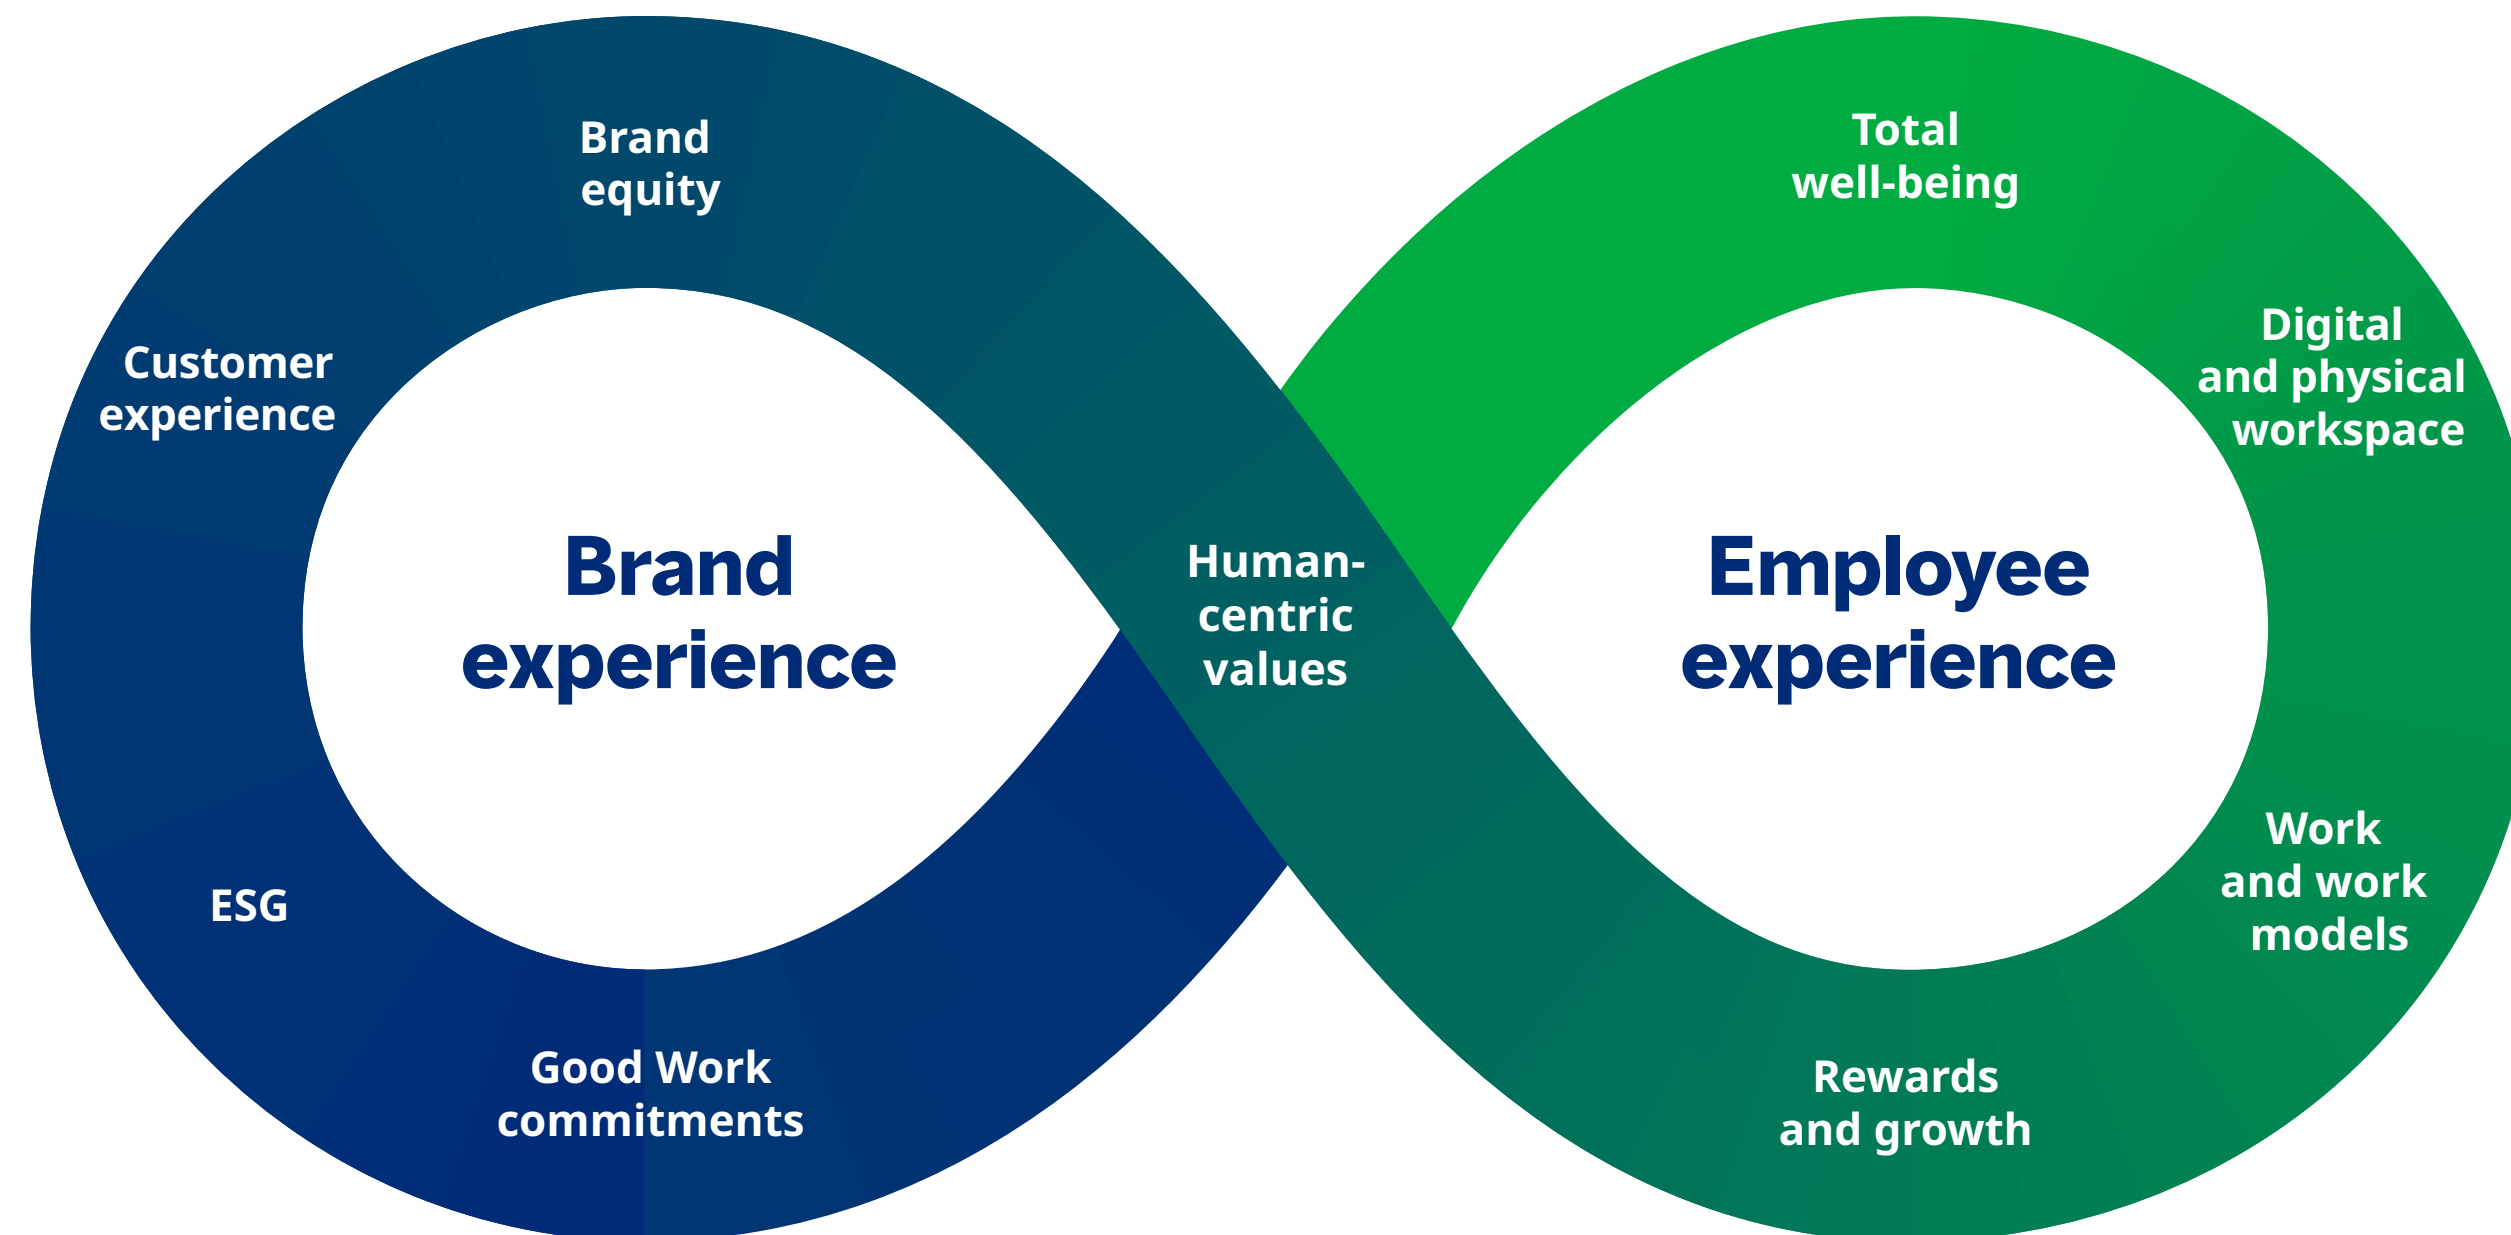 Brand
equity
Customer
experience
Brand
experience
ESG
Good Work
commitments
Human-
centric
values
Total
well-being
Digital
and physical
workspace
Employee
experience
Work
and work
models
Rewards
and growth